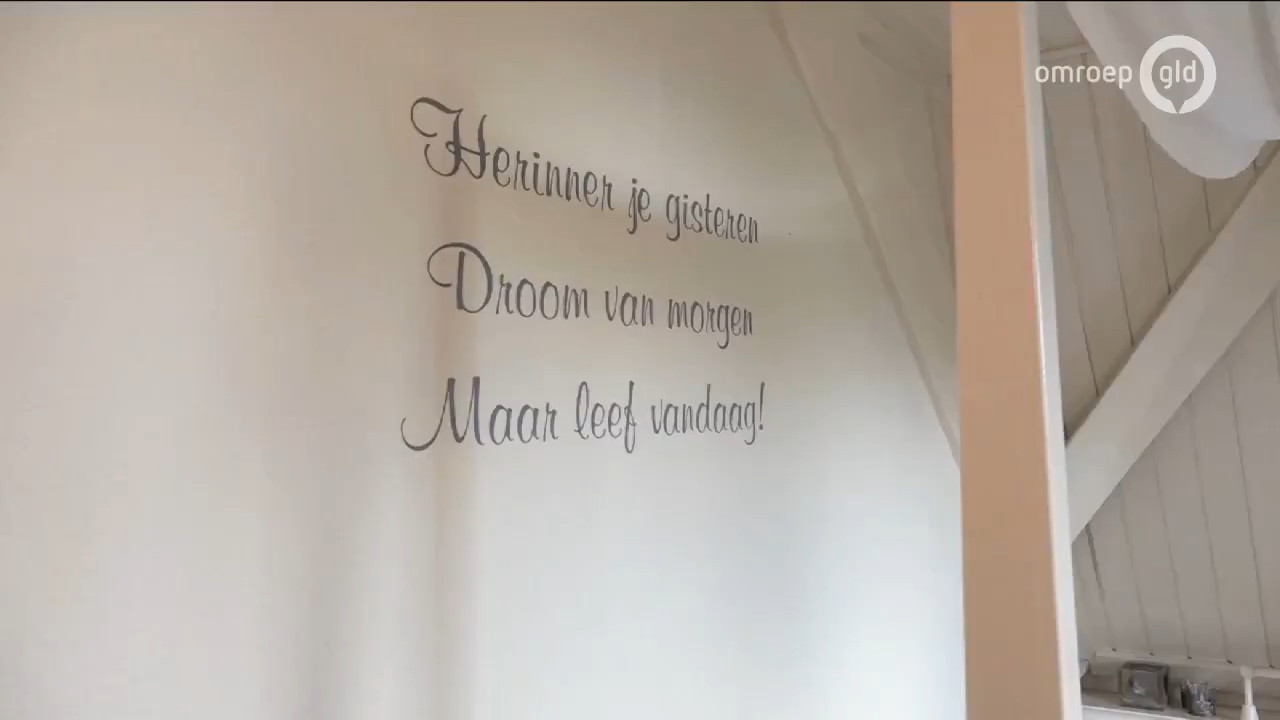 omroep gld
Herinner je gisteren
Droom van morgen
Maar leef vandaag!